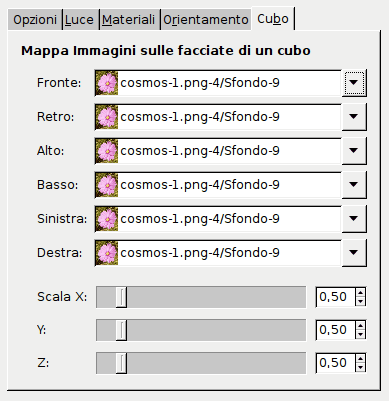 Opzioni Luce Materiali Orientamento Cubo
Mappa Immagini sulle facciate di un cubo
Fronte: cosmos-1.png-4/Sfondo-9
Retro: cosmos-1.png-4/Sfondo-9
Alto: cosmos-1.png-4/Sfondo-9
Basso: cosmos-1.png-4/Sfondo-9
Sinistra: cosmos-1.png-4/Sfondo-9
Destra: cosmos-1.png-4/Sfondo-9
Scala X: 0,50
Y: 0,50
Z: 0,50